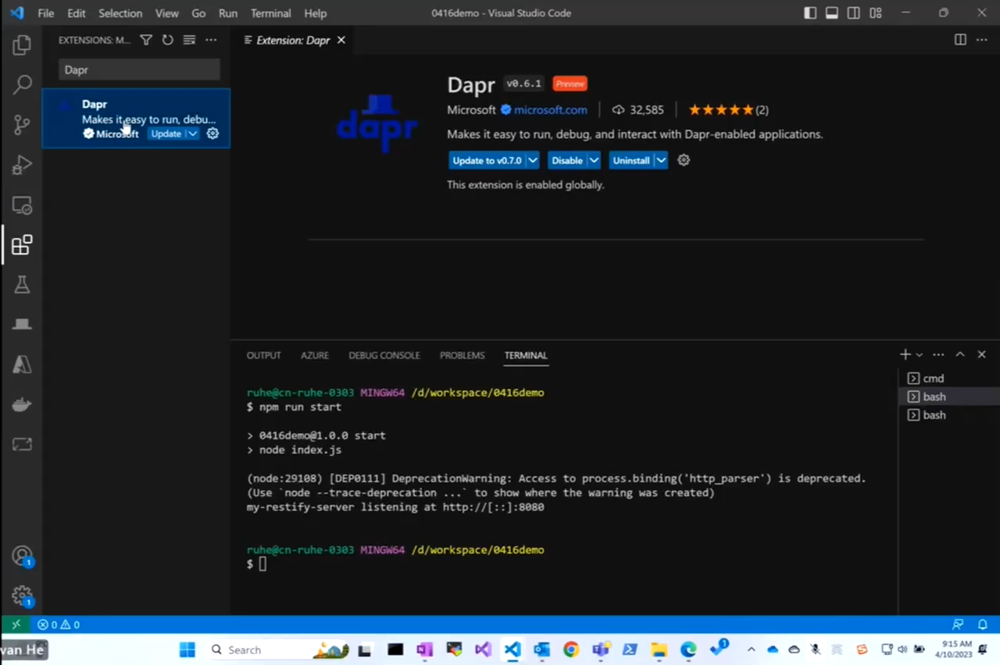 File Edit Selection View Go Run Terminal Help 0416demo - Visual Studio Code
EXTENSIONS: M...
Extension: Dapr
Dapr
Dapr
Makes it easy to run, debu...
Microsoft Update
dapr
Dapr v0.6.1 Preview
Microsoft microsoft.com 32,585 (2)
Makes it easy to run, debug, and interact with Dapr-enabled applications.
Update to v0.7.0 Disable Uninstall
This extension is enabled globally.
OUTPUT AZURE DEBUG CONSOLE PROBLEMS TERMINAL
ruhe@cn-ruhe-0303 MINGW64 /d/workspace/0416demo
$ npm run start
> 0416demo@1.0.0 start
> node index.js
(node:29108) [DEP0111] DeprecationWarning: Access to process.binding('http_parser') is deprecated.
(Use `node --trace-deprecation ...` to show where the warning was created)
my-restify-server listening at http://[::]:8080
ruhe@cn-ruhe-0303 MINGW64 /d/workspace/0416demo
$
cmd
bash
bash
1
1
0 0
van He
Search
1
9:15 AM
4/10/2023